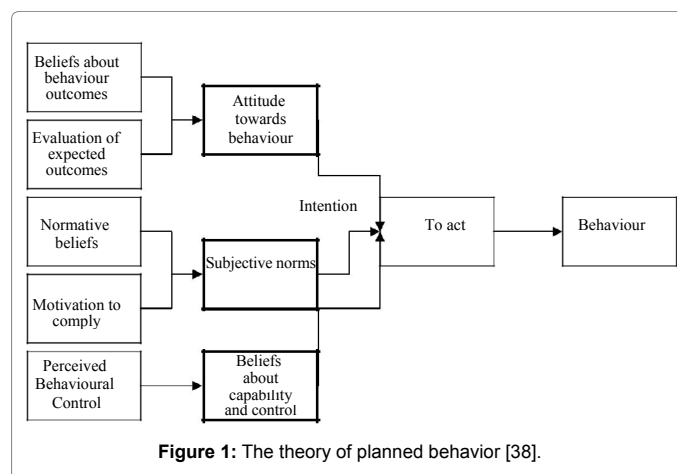 Beliefs about
behaviour
outcomes
Evaluation of
expected
outcomes
Normative
beliefs
Motivation to
comply
Perceived
Behavioural
Control
Attitude
towards
behaviour
Subjective norms
Beliefs
about
capability
and control
Intention
To act
Behaviour
Figure 1: The theory of planned behavior [38].